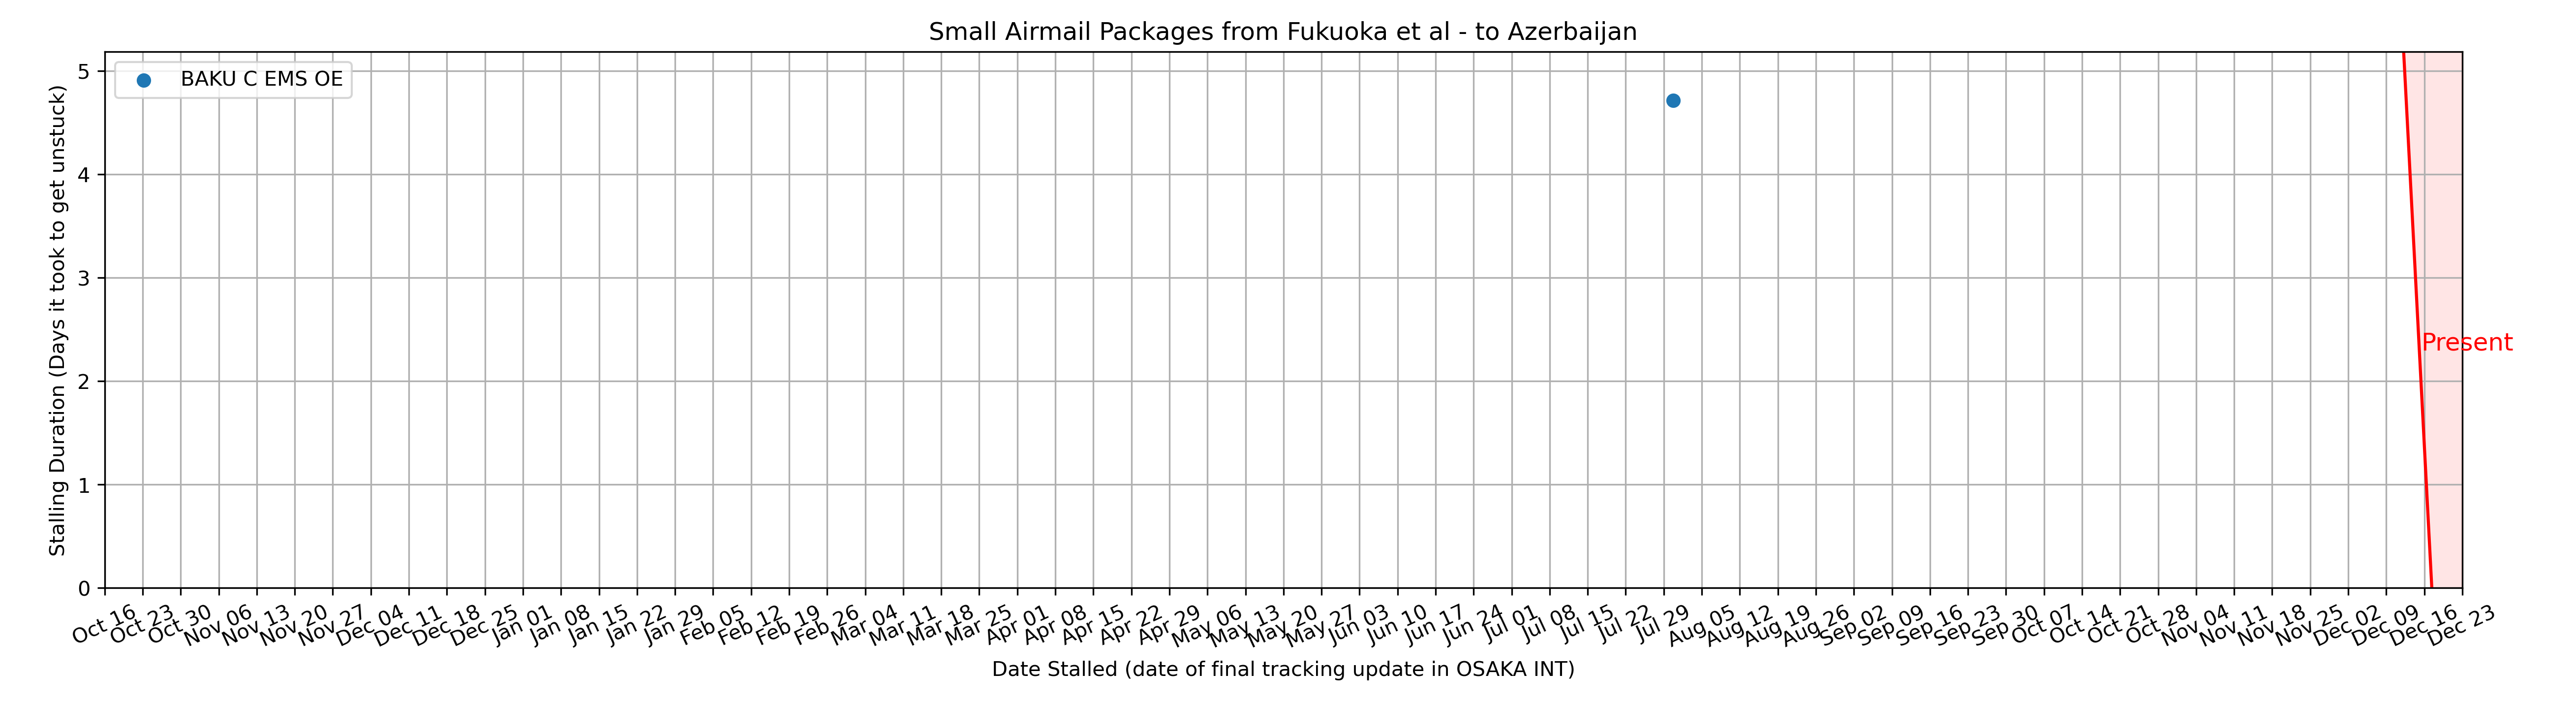 Small Airmail Packages from Fukuoka et al - to Azerbaijan
BAKU C EMS OE
Stalling Duration (Days it took to get unstuck)
5
4
3
2
1
0
Present
Oct 16 Oct 23 Oct 30 Nov 06 Nov 13 Nov 20 Nov 27 Dec 04 Dec 11 Dec 18 Dec 25 Jan 01 Jan 08 Jan 15 Jan 22 Jan 29 Feb 05 Feb 12 Feb 19 Feb 26 Mar 04 Mar 11 Mar 18 Mar 25 Apr 01 Apr 08 Apr 15 Apr 22 Apr 29 May 06 May 13 May 20 May 27 Jun 03 Jun 10 Jun 17 Jun 24 Jul 01 Jul 08 Jul 15 Jul 22 Jul 29 Aug 05 Aug 12 Aug 19 Aug 26 Sep 02 Sep 09 Sep 16 Sep 23 Sep 30 Oct 07 Oct 14 Oct 21 Oct 28 Nov 04 Nov 11 Nov 18 Nov 25 Dec 02 Dec 09 Dec 16 Dec 23
Date Stalled (date of final tracking update in OSAKA INT)